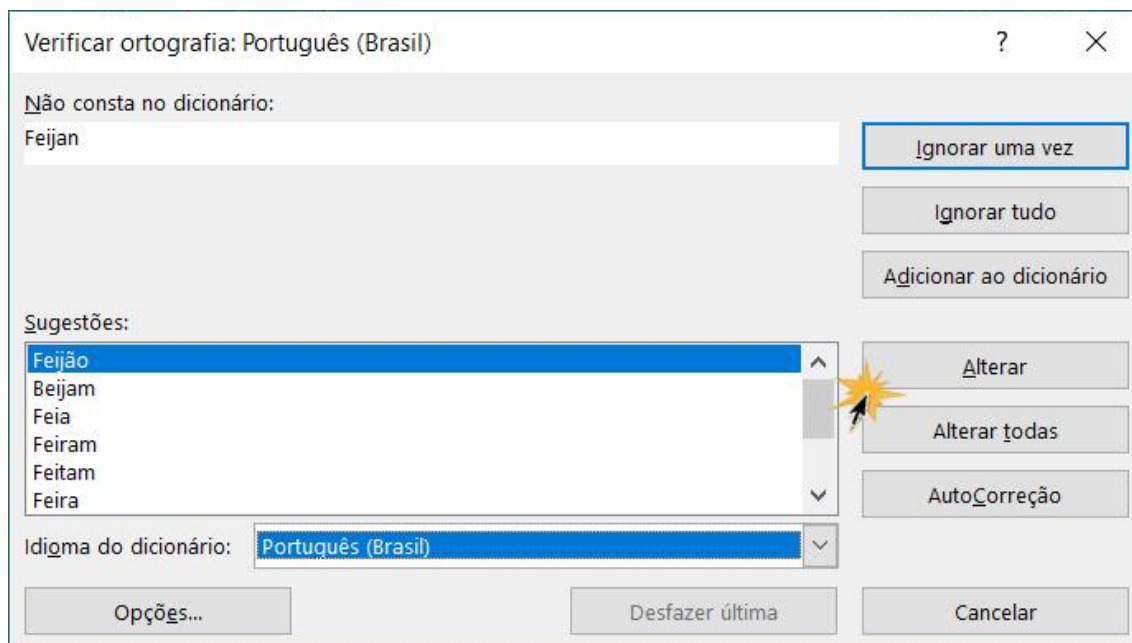 Verificar ortografia: Português (Brasil)
?
Não consta no dicionário:
Feijan
Ignorar uma vez
Ignorar tudo
Adicionar ao dicionário
Sugestões:
Feijão
Beijam
Feia
Feiram
Feitam
Feira
Alterar
Alterar todas
AutoCorreção
Idioma do dicionário:
Português (Brasil)
Opções...
Desfazer última
Cancelar